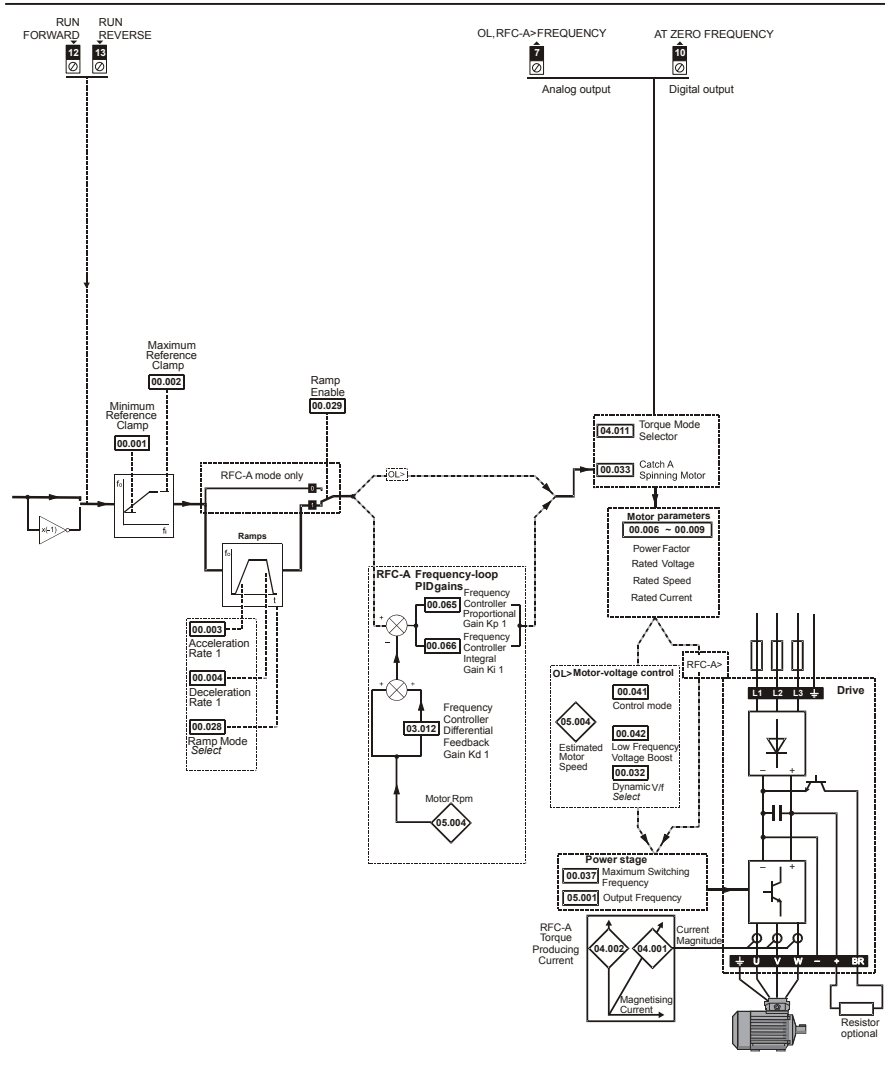 RUN
FORWARD
RUN
REVERSE
12
13
OL,RFC-A>FREQUENCY
7
AT ZERO FREQUENCY
10
Analog output
Digital output
Maximum
Reference
Clamp
00.002
Minimum
Reference
Clamp
00.001
Ramp
Enable
00.029
x(-1)
RFC-A mode only
0
1
OL>
Ramps
t
00.003
Acceleration
Rate 1
00.004
Deceleration
Rate 1
00.028
Ramp Mode
Select
RFC-A Frequency-loop
PIDgains
+
−
00.065
Frequency
Controller
Proportional
Gain Kp 1
00.066
Frequency
Controller
Integral
Gain Ki 1
+ +
03.012
Frequency
Controller
Differential
Feedback
Gain Kd 1
Motor Rpm
05.004
04.011 Torque Mode
Selector
00.033 Catch A
Spinning Motor
Motor parameters
00.006 ~ 00.009
Power Factor
Rated Voltage
Rated Speed
Rated Current
RFC-A>
OL> Motor-voltage control
00.041
Control mode
05.004
Estimated
Motor
Speed
00.042
Low Frequency
Voltage Boost
00.032
Dynamic V/f
Select
Power stage
00.037 Maximum Switching
Frequency
05.001 Output Frequency
RFC-A
Torque
Producing
Current
04.002
04.001
Current
Magnitude
Magnetising
Current
L1 L2 L3
Drive
− +
− +
U V W − + BR
Resistor
optional